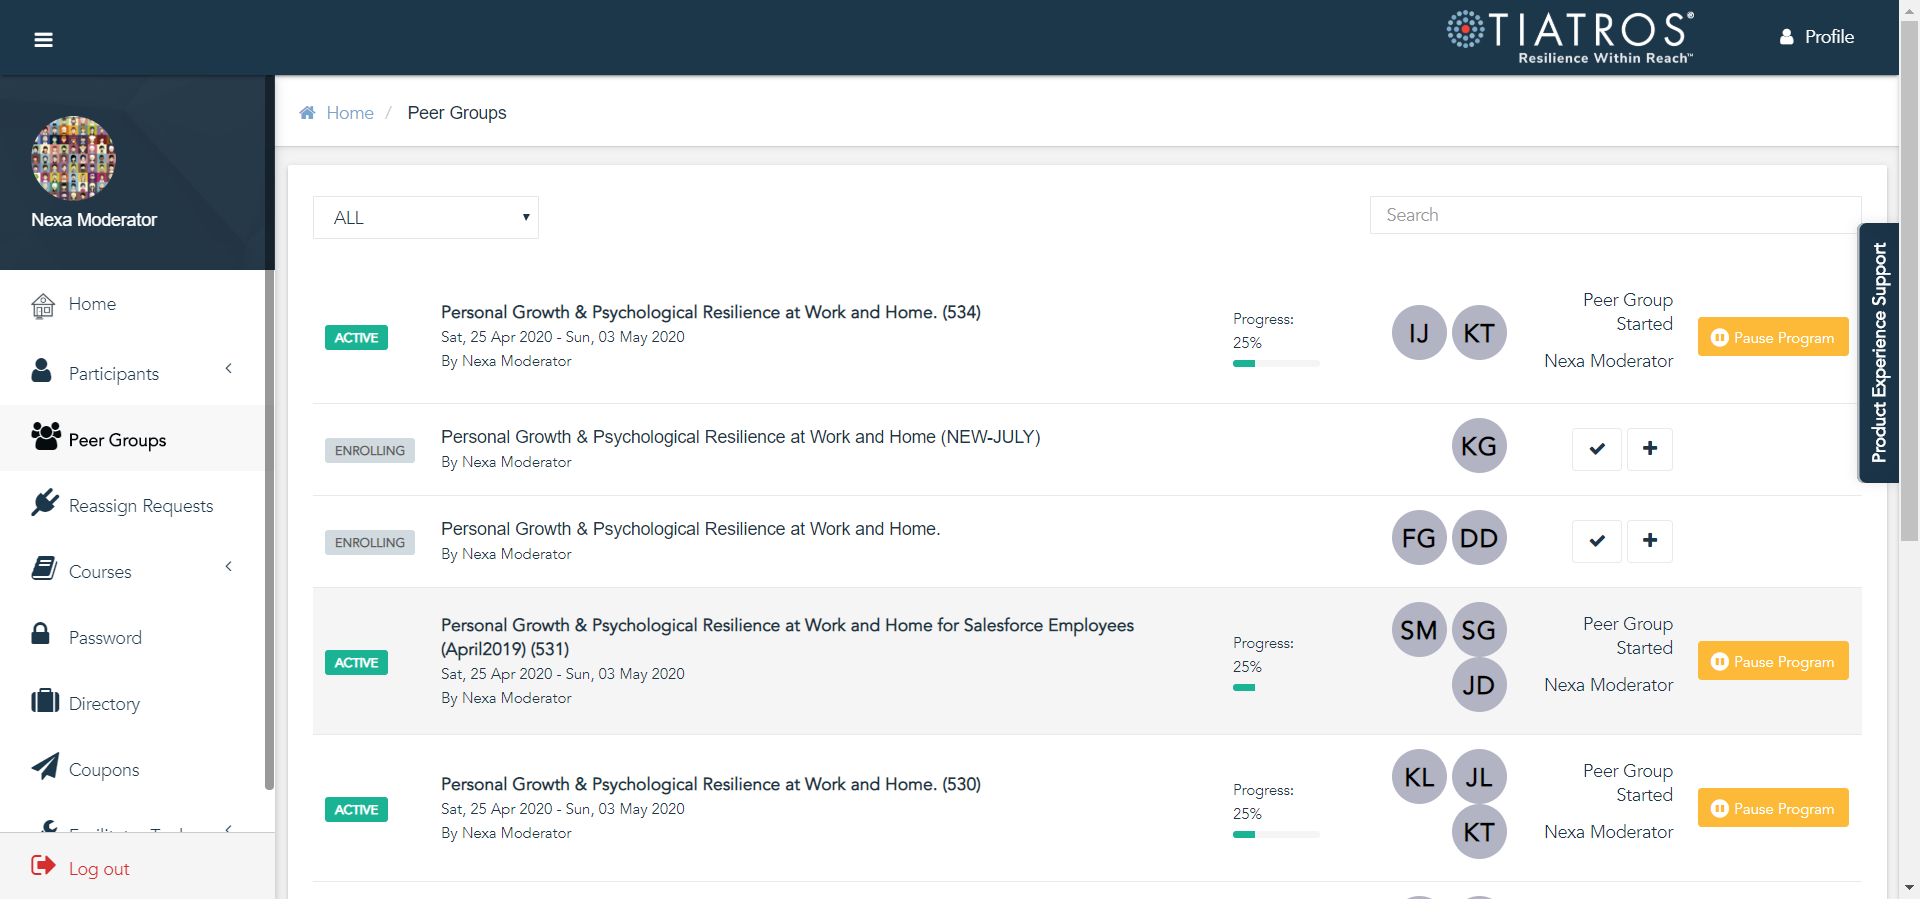 TIATROS®
Resilience Within Reach™
Profile
Nexa Moderator
Home
Participants
Peer Groups
Reassign Requests
Courses
Password
Directory
Coupons
Log out
Home / Peer Groups
ALL
Search
Product Experience Support
ACTIVE
Personal Growth & Psychological Resilience at Work and Home. (534)
Sat, 25 Apr 2020 - Sun, 03 May 2020
By Nexa Moderator
Progress:
25%
IJ KT
Peer Group
Started
Nexa Moderator
Pause Program
ENROLLING
Personal Growth & Psychological Resilience at Work and Home (NEW-JULY)
By Nexa Moderator
KG
ENROLLING
Personal Growth & Psychological Resilience at Work and Home.
By Nexa Moderator
FG DD
ACTIVE
Personal Growth & Psychological Resilience at Work and Home for Salesforce Employees
(April2019) (531)
Sat, 25 Apr 2020 - Sun, 03 May 2020
By Nexa Moderator
Progress:
25%
SM SG
JD
Peer Group
Started
Nexa Moderator
Pause Program
ACTIVE
Personal Growth & Psychological Resilience at Work and Home. (530)
Sat, 25 Apr 2020 - Sun, 03 May 2020
By Nexa Moderator
Progress:
25%
KL JL
KT
Peer Group
Started
Nexa Moderator
Pause Program